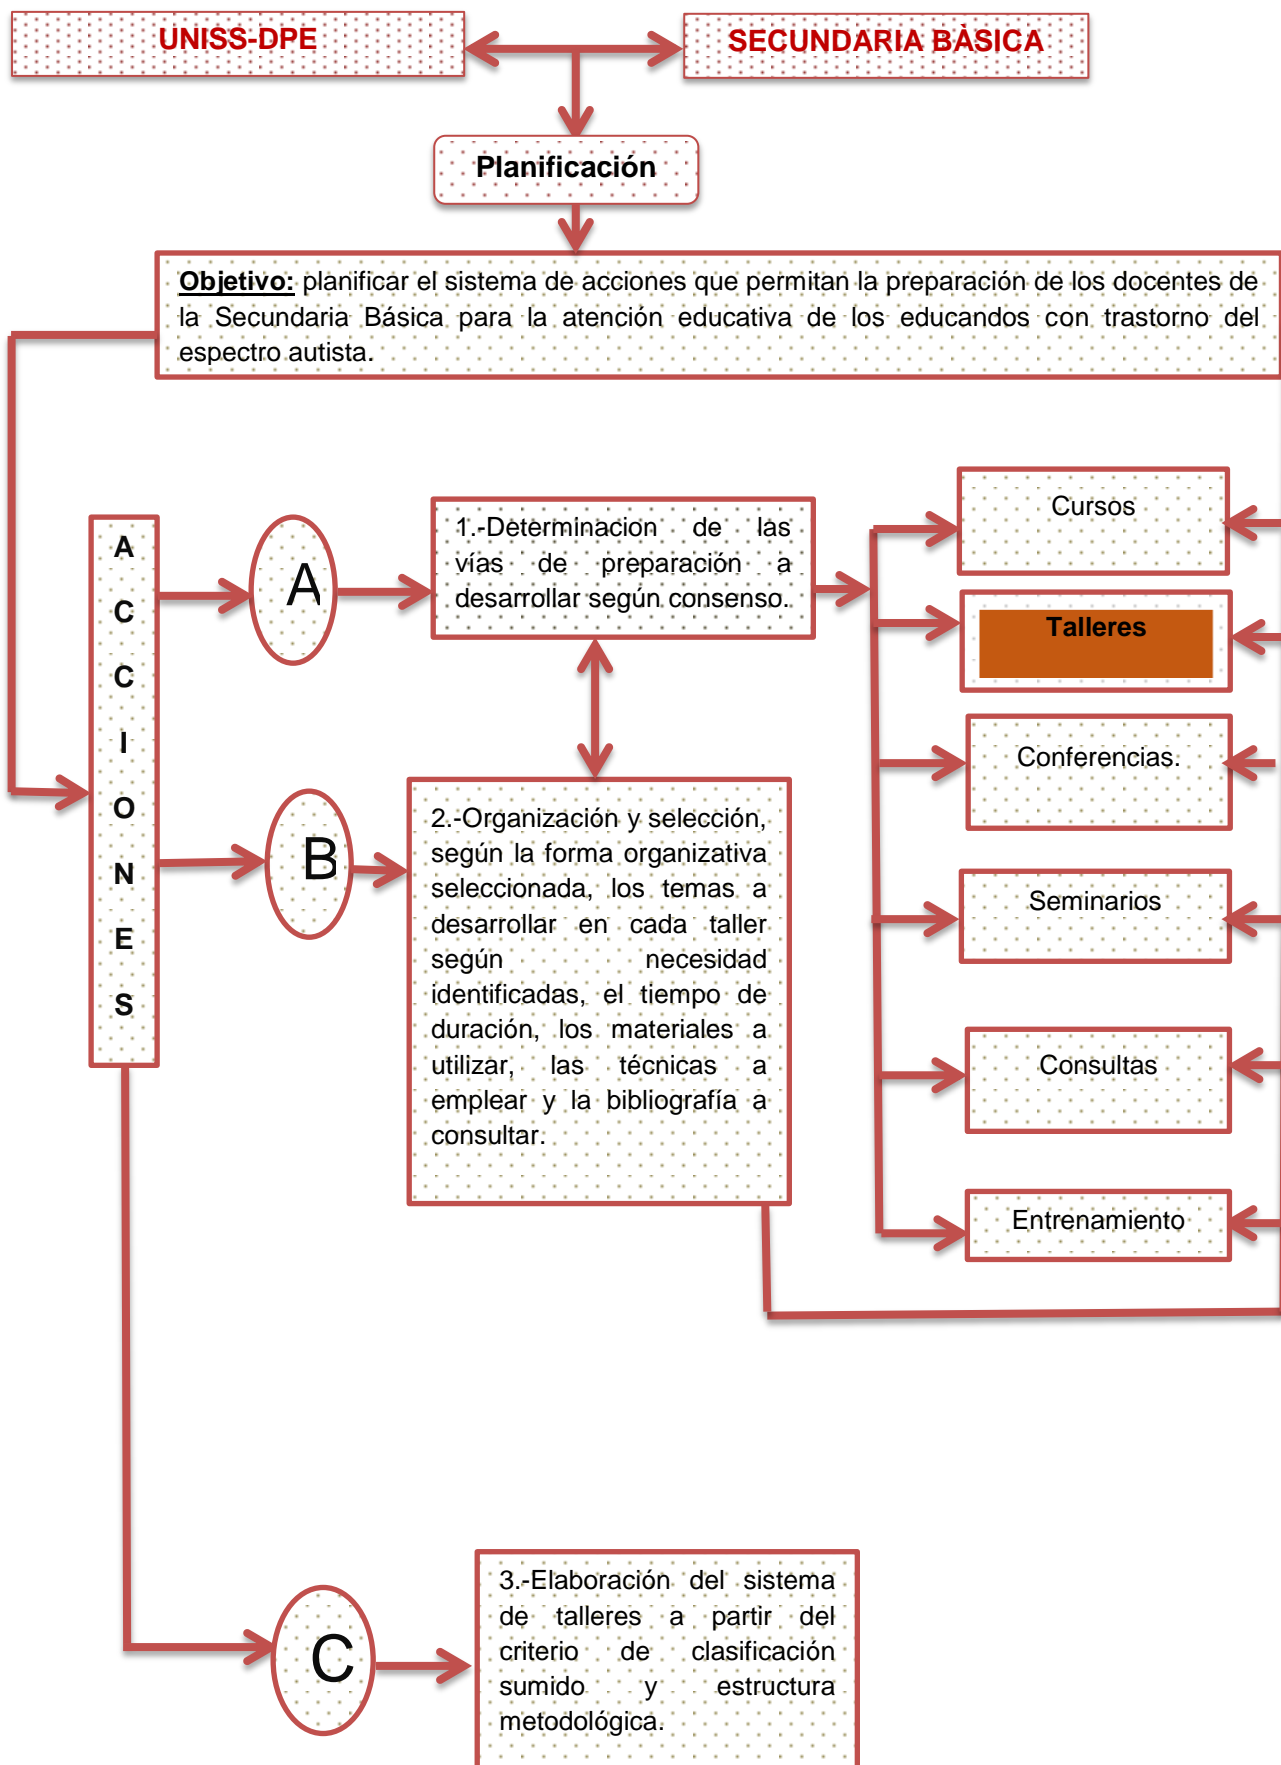 UNISS-DPE
SECUNDARIA BÀSICA
Planificación
Objetivo: planificar el sistema de acciones que permitan la preparación de los docentes de
la Secundaria Básica para la atención educativa de los educandos con trastorno del
espectro autista.
A
C
C
I
O
N
E
S
A
1.-Determinacion de las
vías de preparación a
desarrollar según consenso.
Cursos
Talleres
Conferencias.
Seminarios
Consultas
Entrenamiento
B
2.-Organización y selección,
según la forma organizativa
seleccionada, los temas a
desarrollar en cada taller
según necesidad
identificadas, el tiempo de
duración, los materiales a
utilizar, las técnicas a
emplear y la bibliografía a
consultar.
C
3.-Elaboración del sistema
de talleres a partir del
criterio de clasificación
sumido y estructura
metodológica.